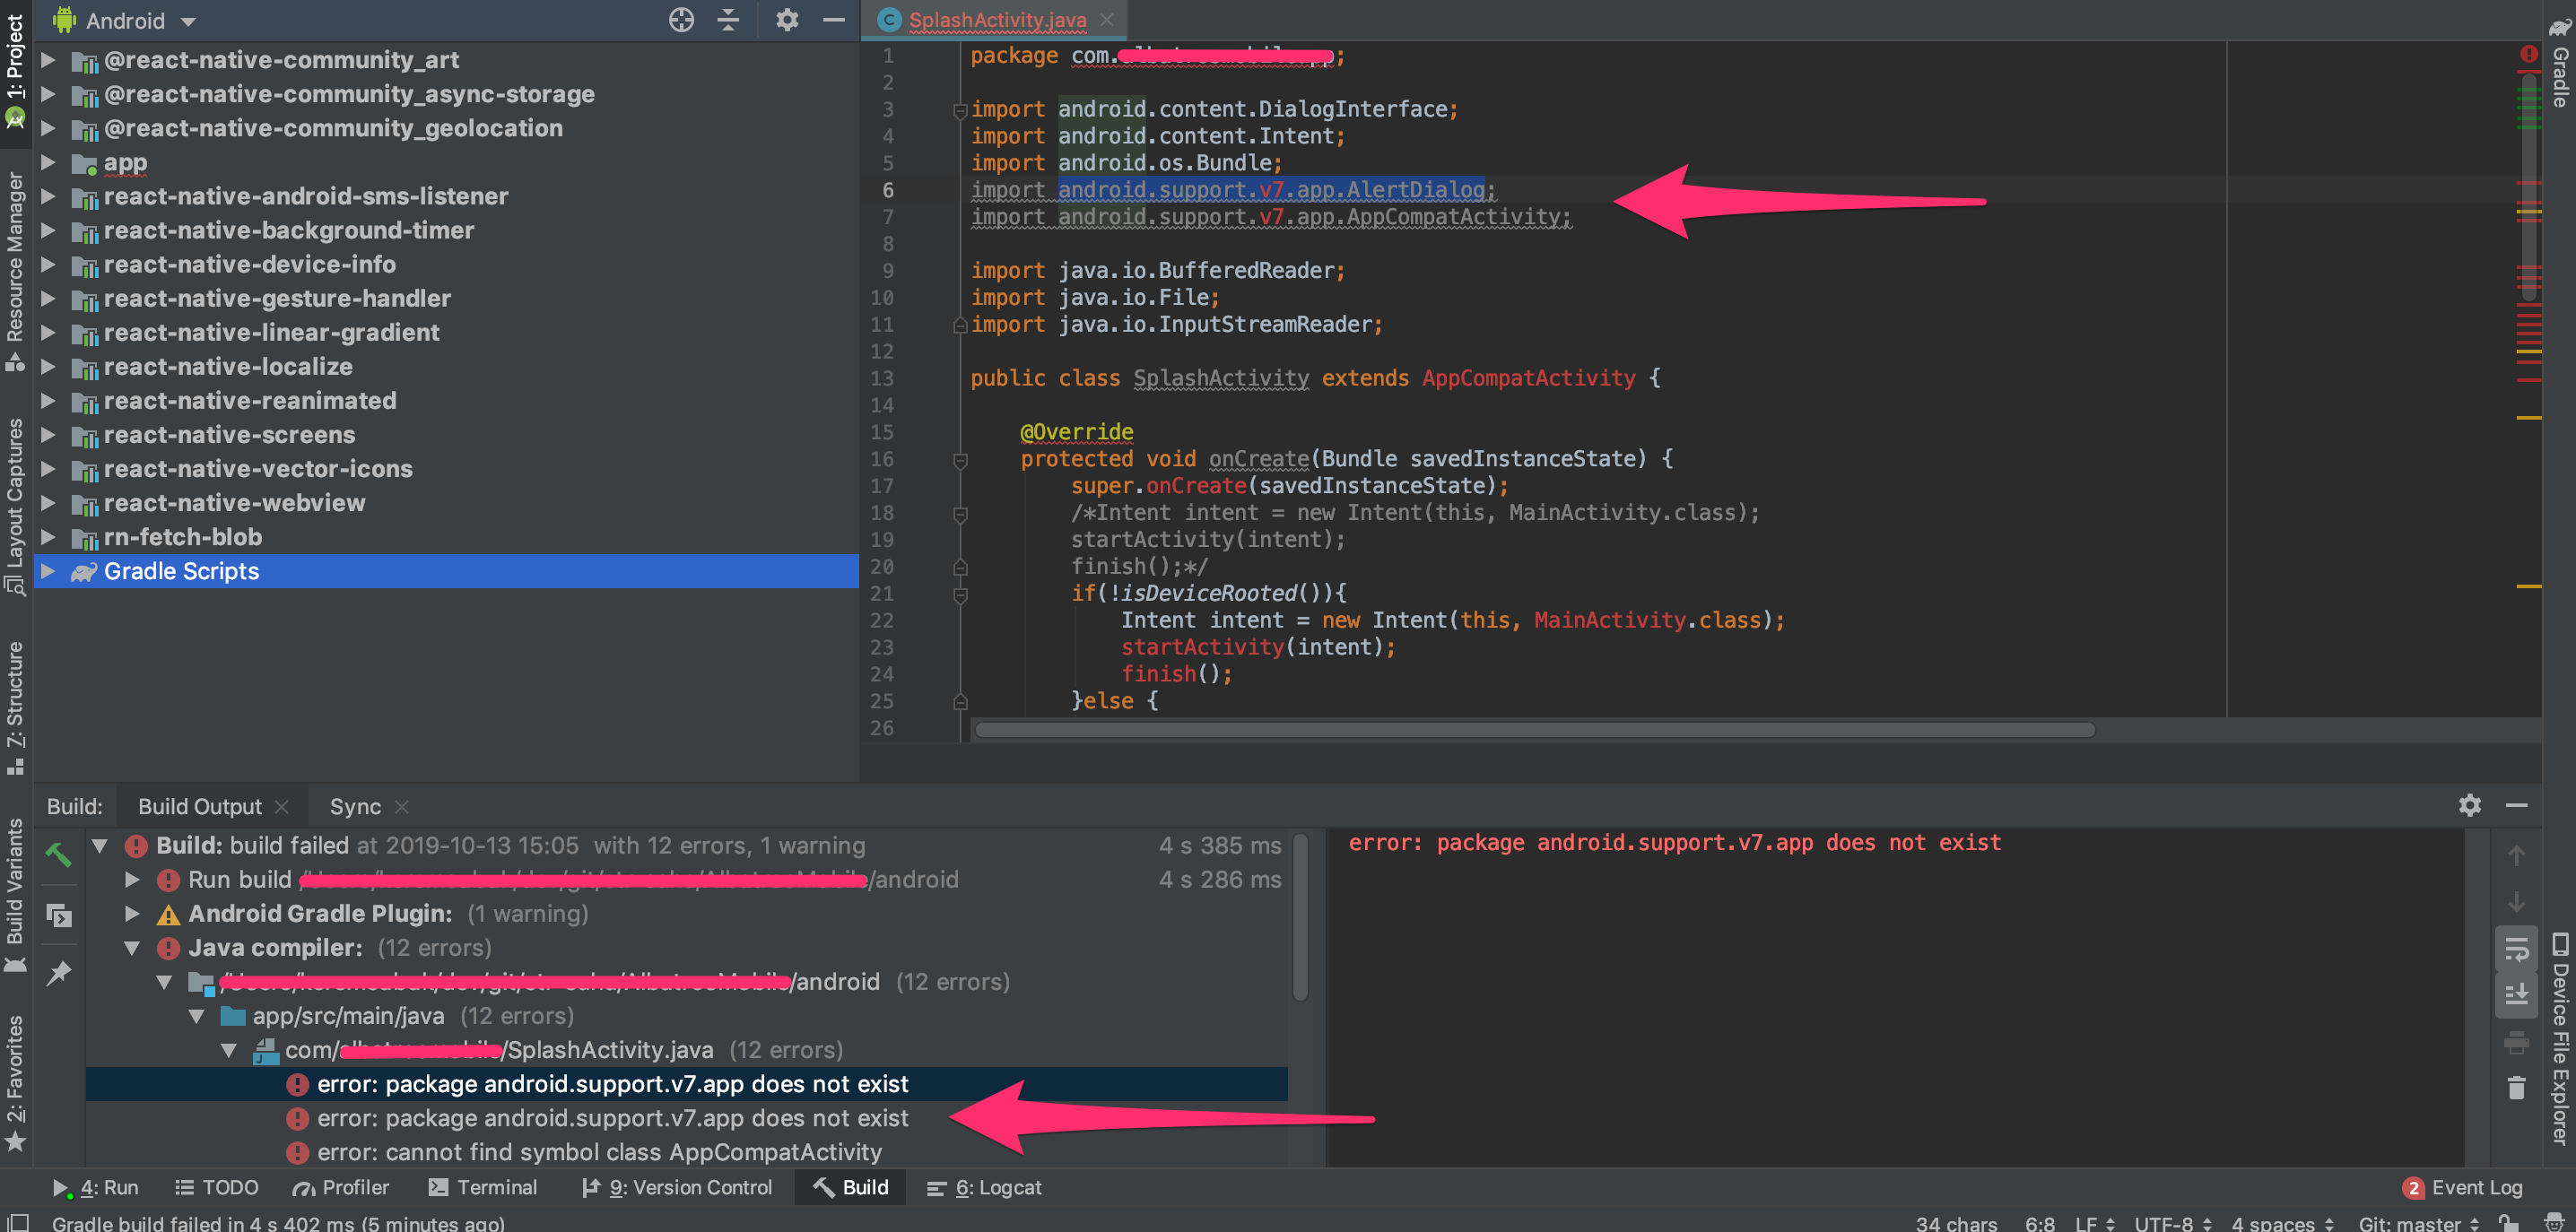 1: Project
Resource Manager
Layout Captures
Z: Structure
Build Variants
2: Favorites
Android
@react-native-community_art
@react-native-community_async-storage
@react-native-community_geolocation
app
react-native-android-sms-listener
react-native-background-timer
react-native-device-info
react-native-gesture-handler
react-native-linear-gradient
react-native-localize
react-native-reanimated
react-native-screens
react-native-vector-icons
react-native-webview
rn-fetch-blob
Gradle Scripts
C SplashActivity.java
1 package com.;
2
3 import android.content.DialogInterface;
4 import android.content.Intent;
5 import android.os.Bundle;
6 import android.support.v7.app.AlertDialog;
7 import android.support.v7.app.AppCompatActivity;
8
9 import java.io.BufferedReader;
10 import java.io.File;
11 import java.io.InputStreamReader;
12
13 public class SplashActivity extends AppCompatActivity {
14
15 @Override
16 protected void onCreate(Bundle savedInstanceState) {
17 super.onCreate(savedInstanceState);
18 /*Intent intent = new Intent(this, MainActivity.class);
19 startActivity(intent);
20 finish();*/
21 if(!isDeviceRooted()){
22 Intent intent = new Intent(this, MainActivity.class);
23 startActivity(intent);
24 finish();
25 }else {
26
Gradle
Device File Explorer
Build: Build Output Sync
Build: build failed at 2019-10-13 15:05 with 12 errors, 1 warning 4 s 385 ms
Run build /android 4 s 286 ms
Android Gradle Plugin: (1 warning)
Java compiler: (12 errors)
/android (12 errors)
app/src/main/java (12 errors)
com/ /SplashActivity.java (12 errors)
error: package android.support.v7.app does not exist
error: package android.support.v7.app does not exist
error: cannot find symbol class AppCompatActivity
error: package android.support.v7.app does not exist
4: Run TODO Profiler Terminal 9: Version Control Build 6: Logcat 2 Event Log
Gradle build failed in 4 s 402 ms (5 minutes ago) 34 chars 6:8 LF UTF-8 4 spaces Git: master